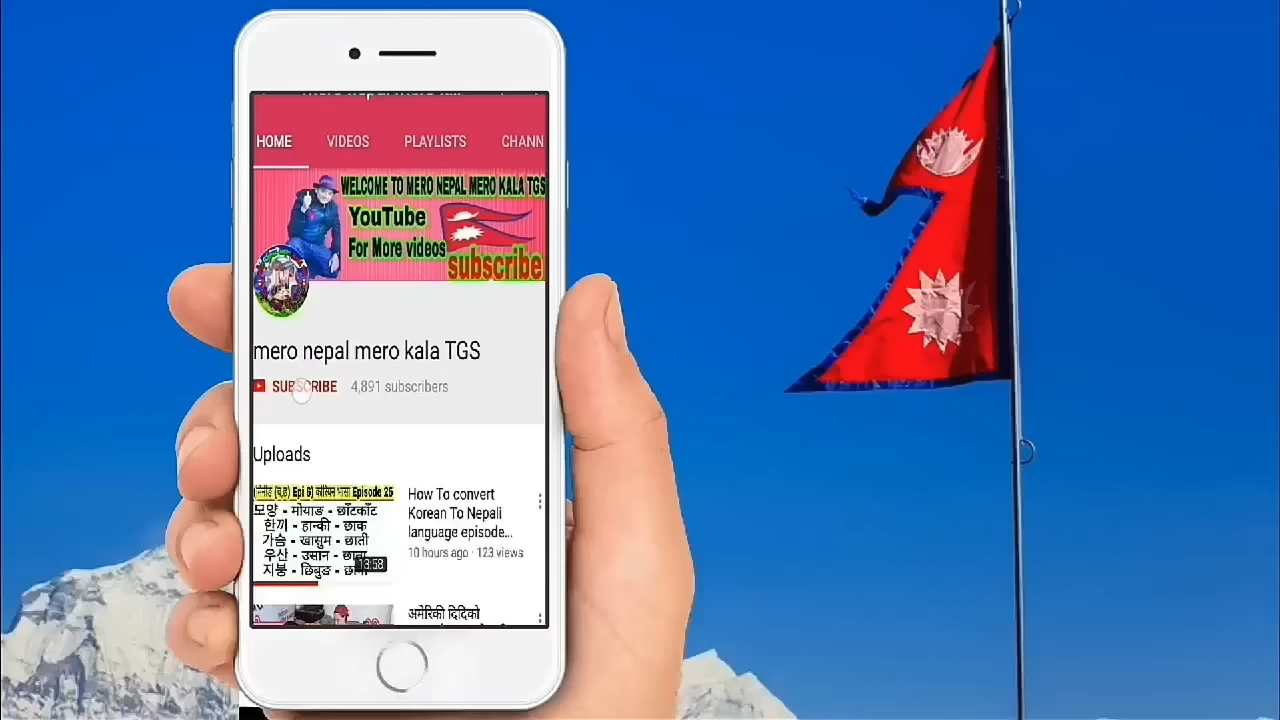 HOME VIDEOS PLAYLISTS CHANN
WELCOME TO MERO NEPAL MERO KALA TGS
YouTube
For More videos
subscribe
mero nepal mero kala TGS
SUBSCRIBE 4,891 subscribers
Uploads
Epi 6) कोरियन भासा Episode 25
모양 - मोयाङ - छाँटकाँट
한끼 - हान्की - छाक
가슴 - खासुम - छाती
우산 - उसान - छाता
지붕 - छिबुङ -
13:58
How To convert
Korean To Nepali
language episode...
10 hours ago · 123 views
अमेरिकी दिदिको